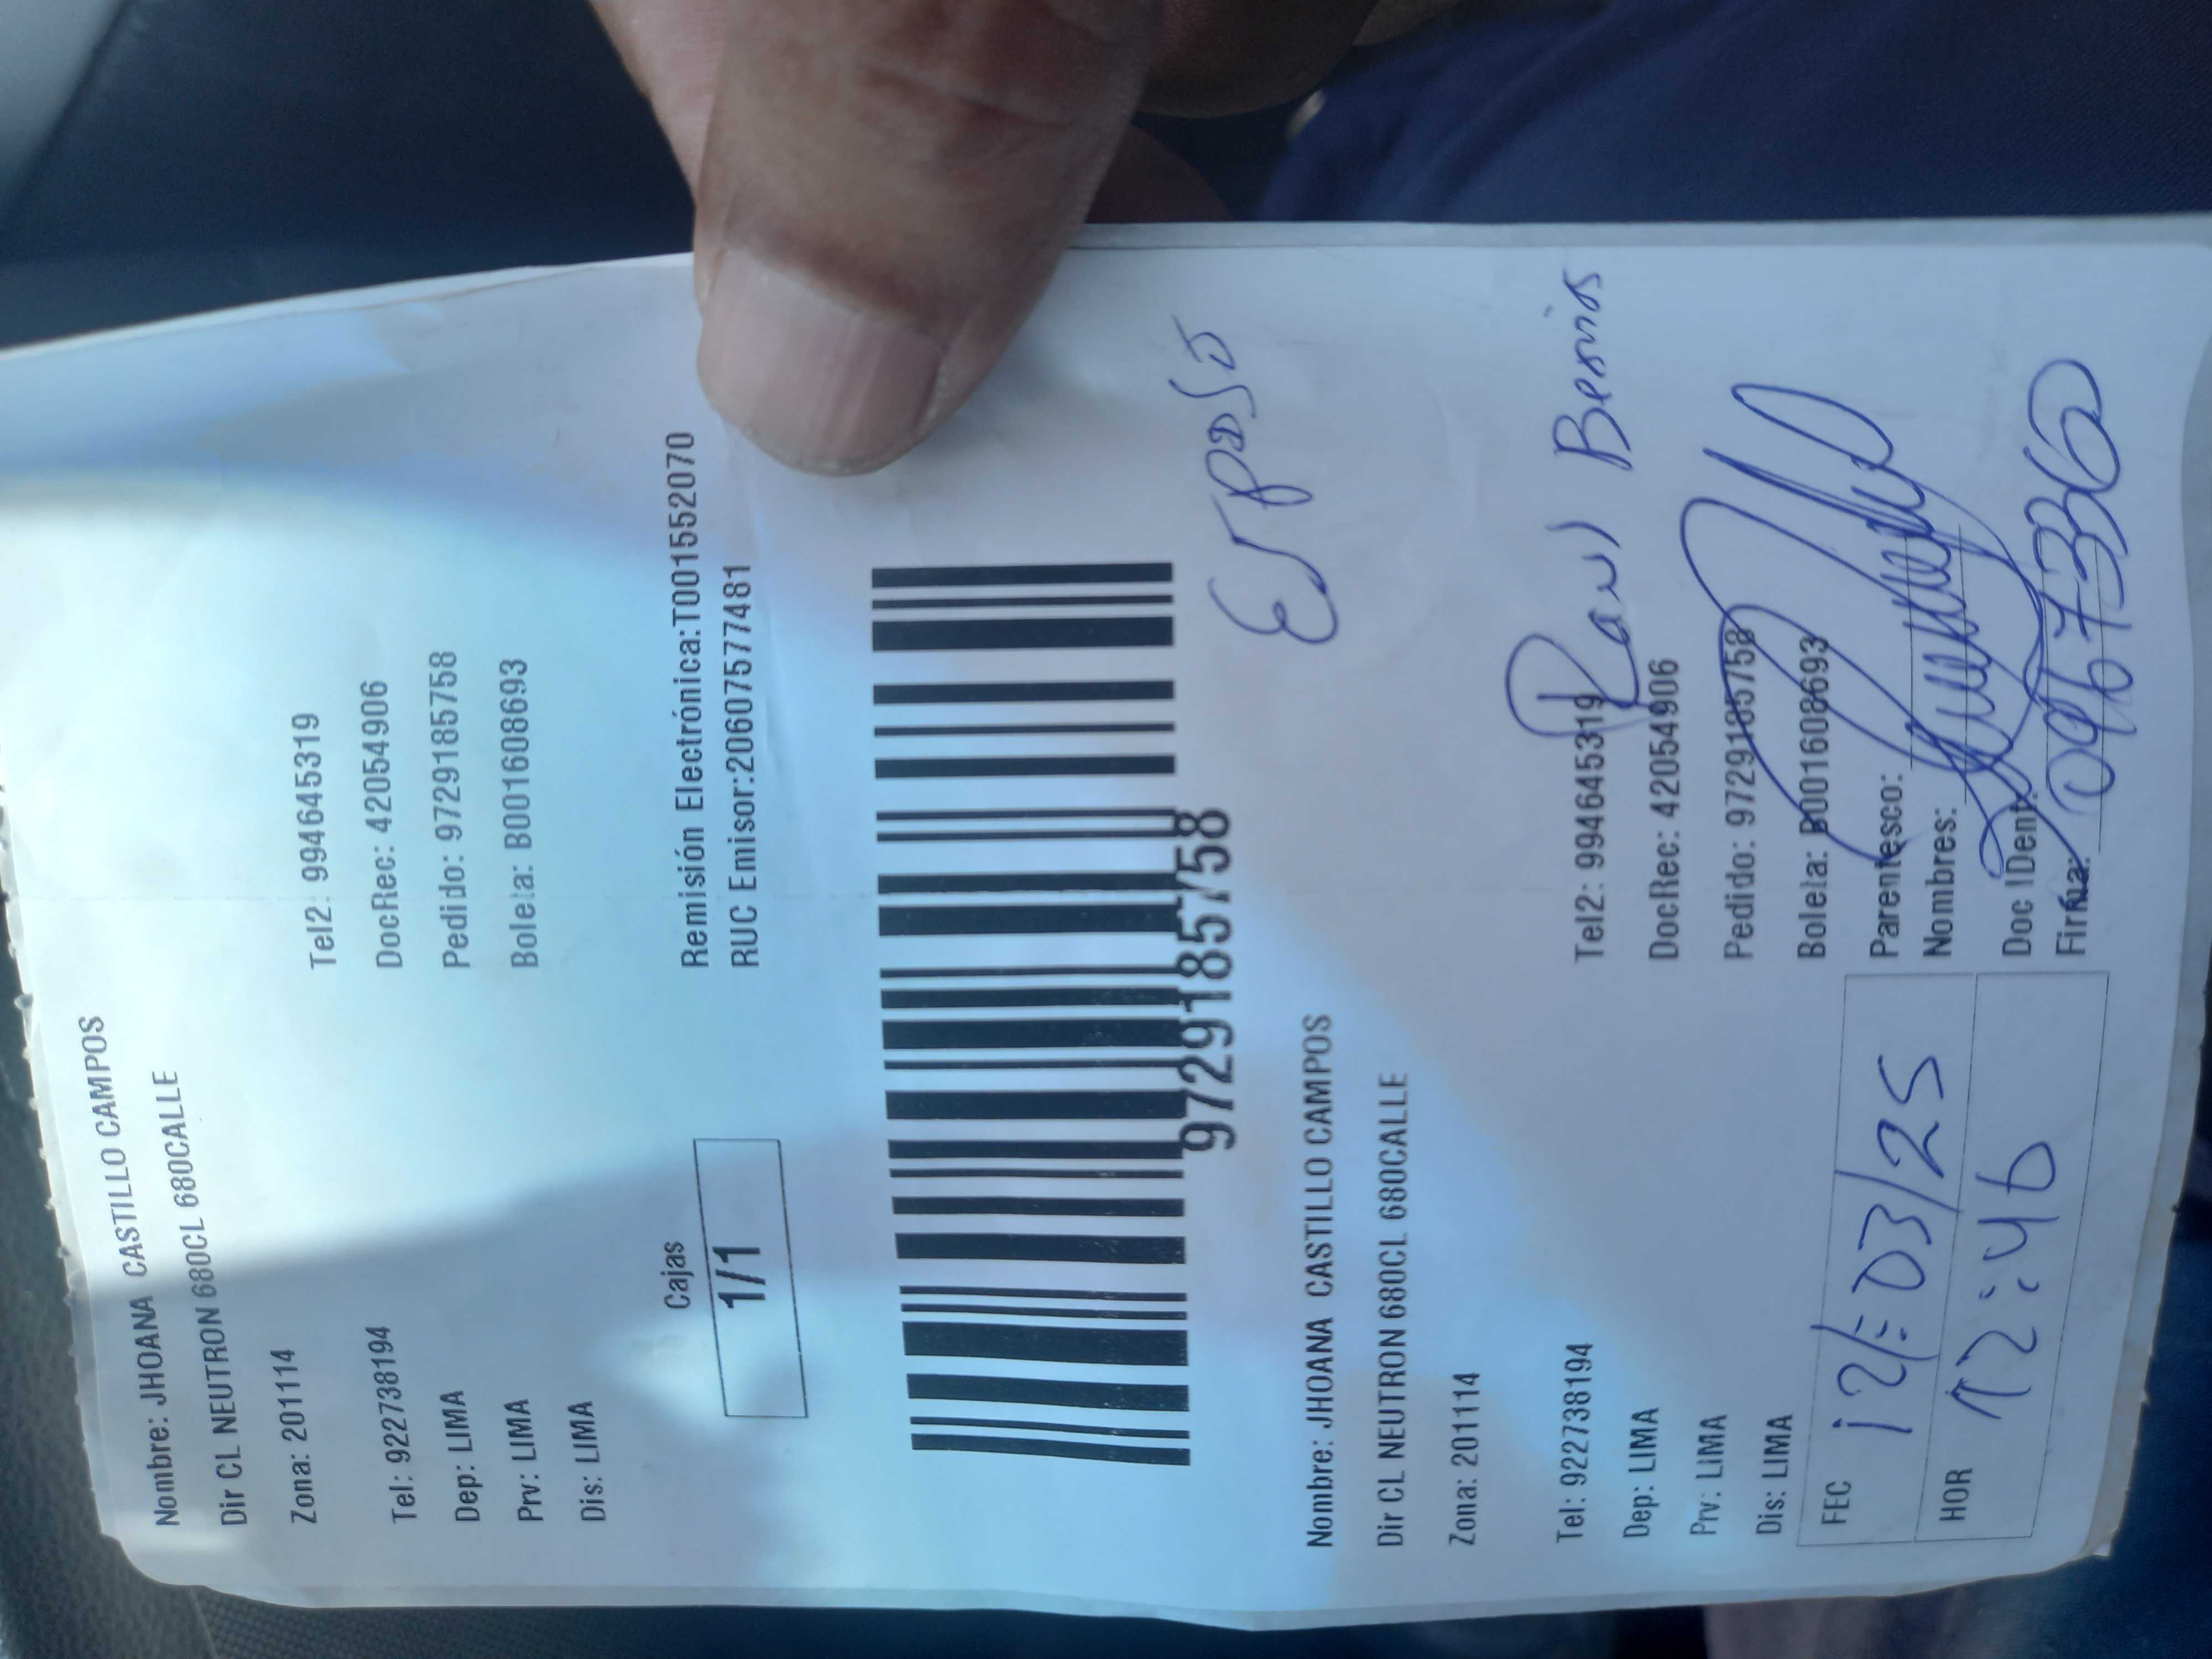 Nombre: JHOANA CASTILLO CAMPOS
Dir CL NEUTRON 680CL 680CALLE
Zona: 201114
Tel: 922738194 Tel2: 994645319
Dep: LIMA DocRec: 42054906
Prv: LIMA Pedido: 9729185758
Dis: LIMA Boleta: B001608693
Cajas
1/1
Remisión Electrónica:T001552070
RUC Emisor:20607577481
9729185758
Esposo
Nombre: JHOANA CASTILLO CAMPOS
Dir CL NEUTRON 680CL 680CALLE
Zona: 201114
Tel: 922738194 Tel2: 994645319
Raul
Dep: LIMA DocRec: 42054906
Prv: LIMA Pedido: 9729185758
Dis: LIMA Boleta: B001608693
FEC 12/03/25
HOR 12:46
Parentesco:
Nombres:
Doc IDent:
Firma: